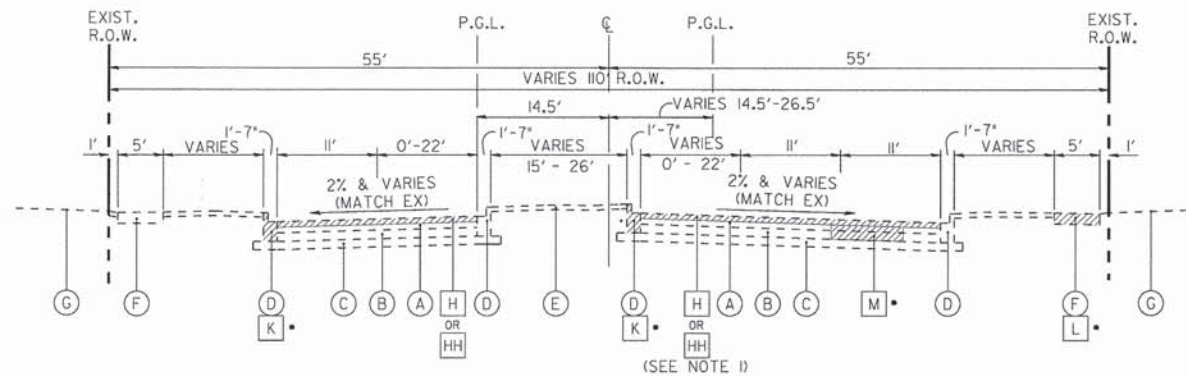 EXIST. R.O.W.
P.G.L.
℄
P.G.L.
EXIST. R.O.W.
55'
55'
VARIES 110' R.O.W.
14.5'
VARIES 14.5'-26.5'
1'
5'
VARIES
1'-7"
11'
0'-22'
1'-7"
VARIES
15' - 26'
1'-7"
VARIES
0' - 22'
11'
11'
1'-7"
VARIES
5'
1'
2% & VARIES
(MATCH EX)
2% & VARIES
(MATCH EX)
G
F
D
C
B
A
H
D
E
D
H
A
B
C
M •
D
F
G
K •
OR
HH
K •
OR
HH
L •
(SEE NOTE 1)